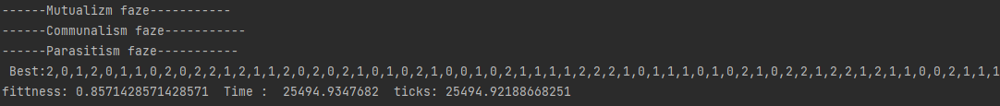 ------Mutualizm faze-----------
------Communalism faze-----------
------Parasitism faze-----------
Best:2,0,1,2,0,1,1,0,2,0,2,2,1,2,1,1,2,0,2,0,2,1,0,1,0,2,1,0,0,1,0,2,1,1,1,1,2,2,2,1,0,1,1,1,0,1,0,2,1,0,2,2,1,2,2,1,2,1,1,0,0,2,1,1,1
fittness: 0.8571428571428571  Time :  25494.9347682  ticks: 25494.92188668251